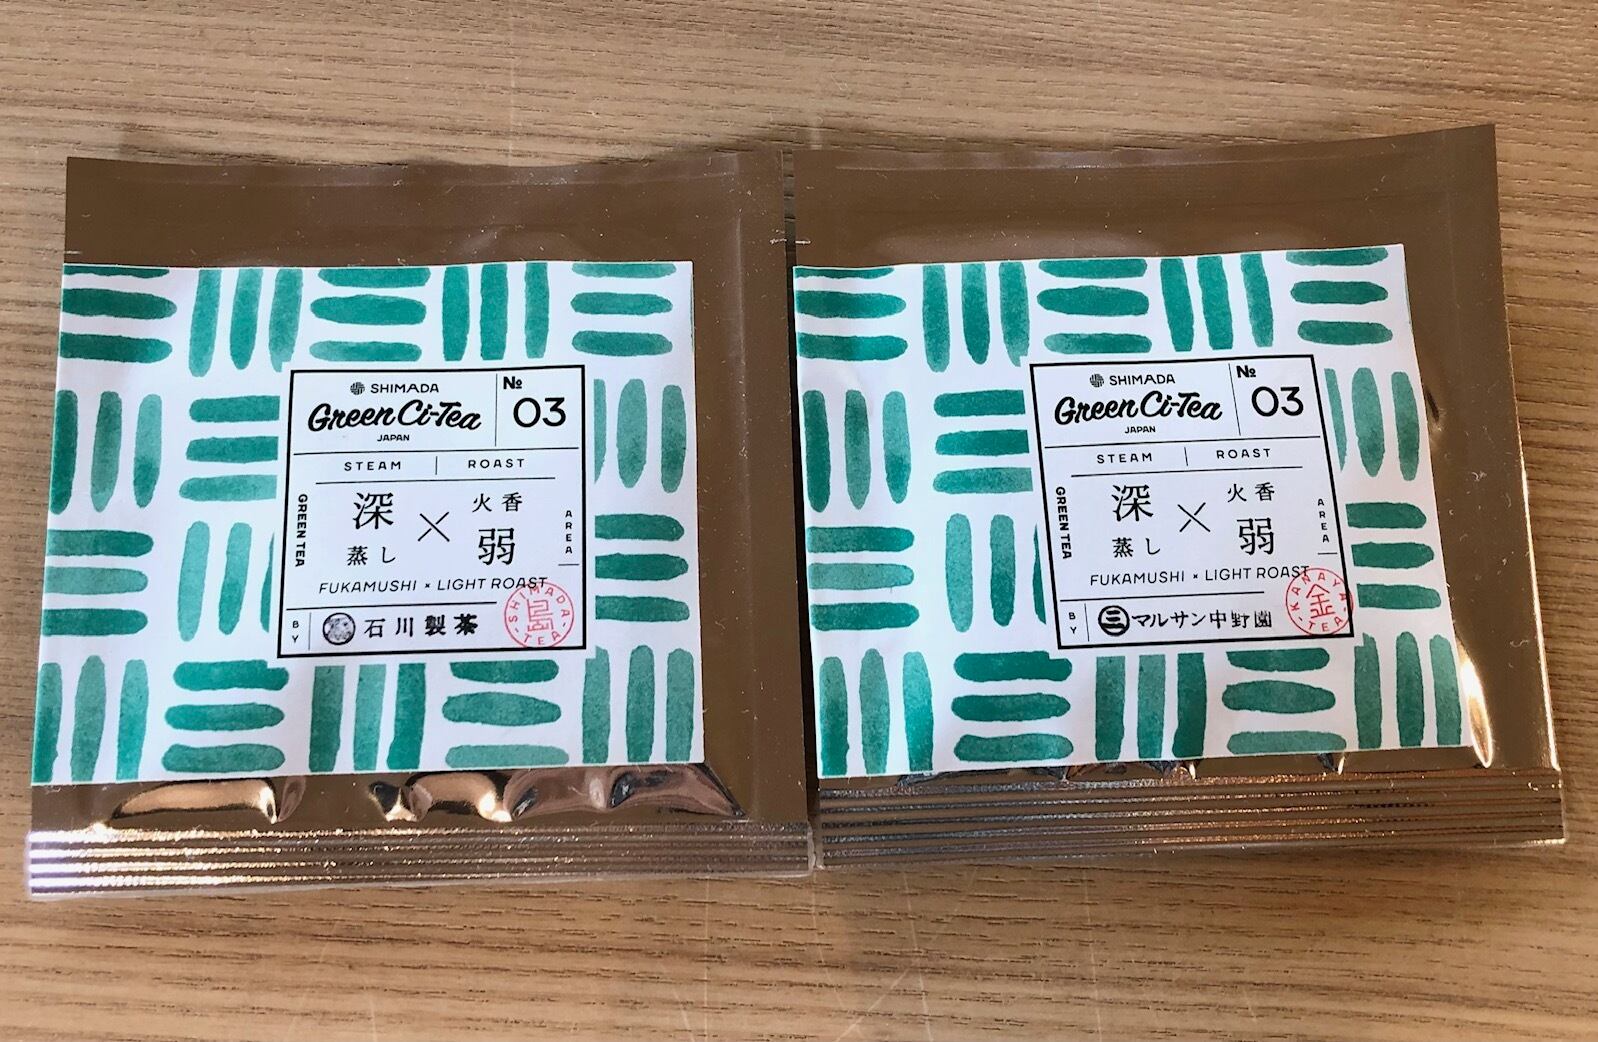 SHIMADA
Green Ci-Tea
JAPAN
№
03
STEAM | ROAST
GREEN TEA
深
蒸し
×
火香
弱
AREA
FUKAMUSHI × LIGHT ROAST
BY
石川製茶
SHIMADA
TEA
SHIMADA
Green Ci-Tea
JAPAN
№
03
STEAM | ROAST
GREEN TEA
深
蒸し
×
火香
弱
AREA
FUKAMUSHI × LIGHT ROAST
BY
三
マルサン中野園
KANAYA
TEA